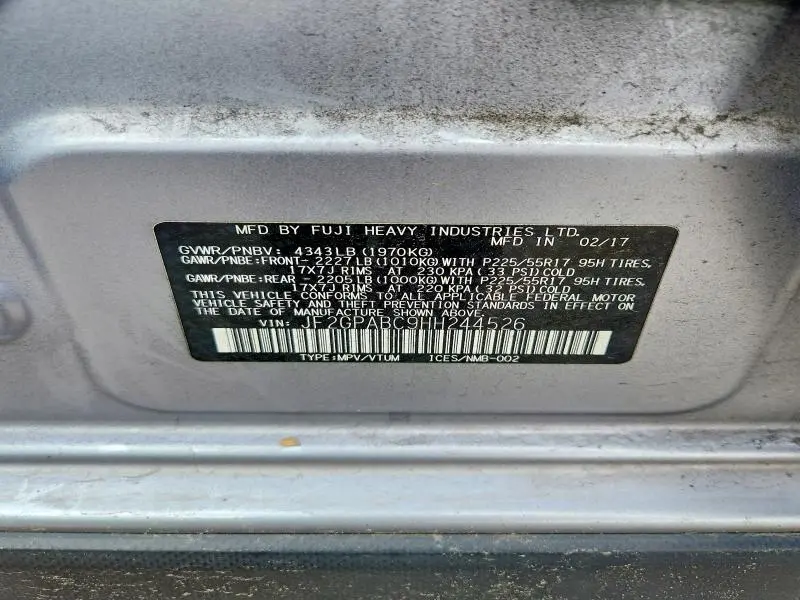 MFD BY FUJI HEAVY INDUSTRIES LTD.
GVWR/PNBV: 4343LB (1970KG) MFD IN 02/17
GAWR/PNBE:FRONT- 2227LB (1010KG) WITH P225/55R17 95H TIRES,
17X7J RIMS AT 230 KPA (33 PSI) COLD
GAWR/PNBE:REAR - 2205LB (1000KG) WITH P225/55R17 95H TIRES,
17X7J RIMS AT 220 KPA (32 PSI) COLD
THIS VEHICLE CONFORMS TO ALL APPLICABLE FEDERAL MOTOR
VEHICLE SAFETY AND THEFT PREVENTION STANDARDS IN EFFECT ON
THE DATE OF MANUFACTURE SHOWN ABOVE.
VIN: JF2GPABC9HH244526
TYPE:MPV/VTUM ICES/NMB-002